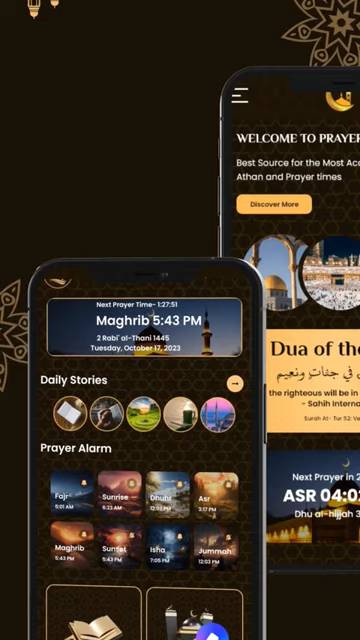 WELCOME TO PRAYER
Best Source for the Most Acc
Athan and Prayer times
Discover More
Dua of the
في جنات ونعيم
the righteous will be in
- Sahih Interna
Surah At- Tur 52: Ve
Next Prayer in 2
ASR 04:02
Dhu al-hijjah 3
Next Prayer Time- 1:27:51
Maghrib 5:43 PM
2 Rabi' al-Thani 1445
Tuesday, October 17, 2023
Daily Stories
Prayer Alarm
Fajr Sunrise Dhuhr Asr
5:01 AM 6:23 AM 12:03 PM 3:17 PM
Maghrib Sunset Isha Jummah
5:43 PM 5:43 PM 7:05 PM 12:03 PM